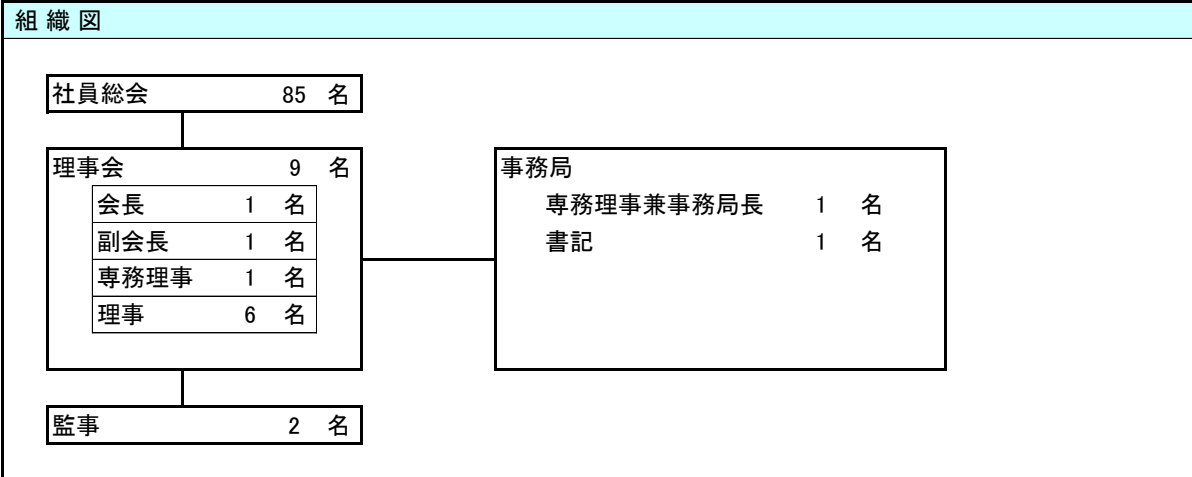 組織図
社員総会 85 名
理事会 9 名
会長 1 名
副会長 1 名
専務理事 1 名
理事 6 名
事務局
専務理事兼事務局長 1 名
書記 1 名
監事 2 名